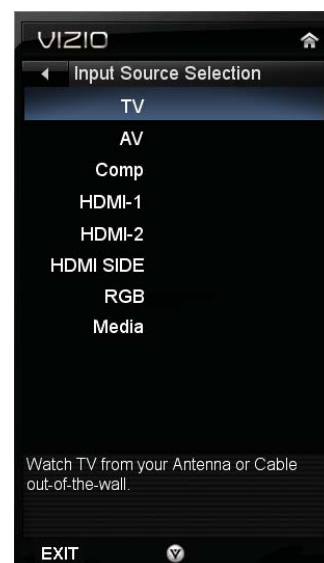 VIZIO
Input Source Selection
TV
AV
Comp
HDMI-1
HDMI-2
HDMI SIDE
RGB
Media
Watch TV from your Antenna or Cable
out-of-the-wall.
EXIT
V